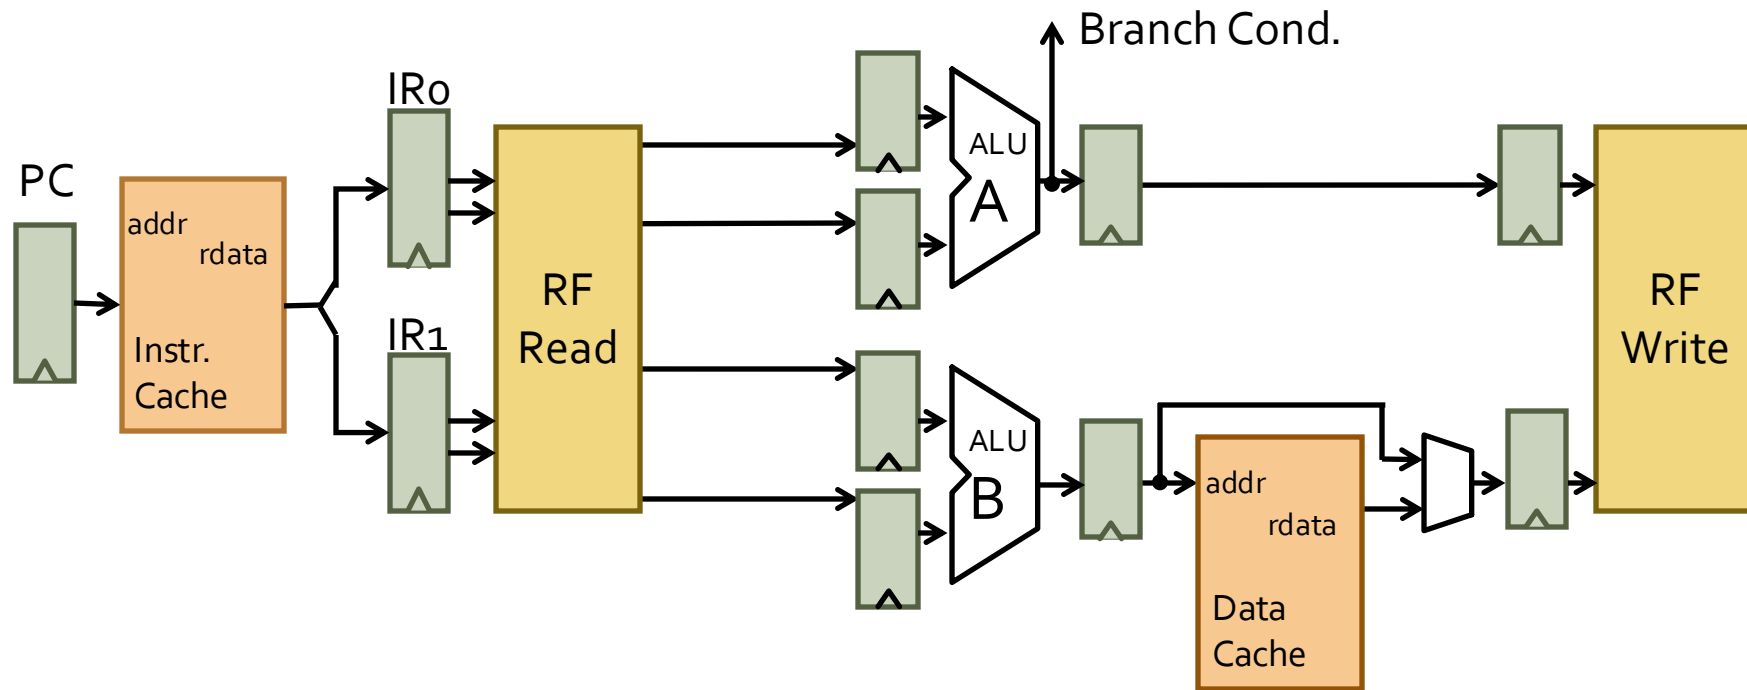 PC
addr
rdata
Instr.
Cache
IR0
IR1
RF
Read
ALU
A
Branch Cond.
ALU
B
addr
rdata
Data
Cache
RF
Write